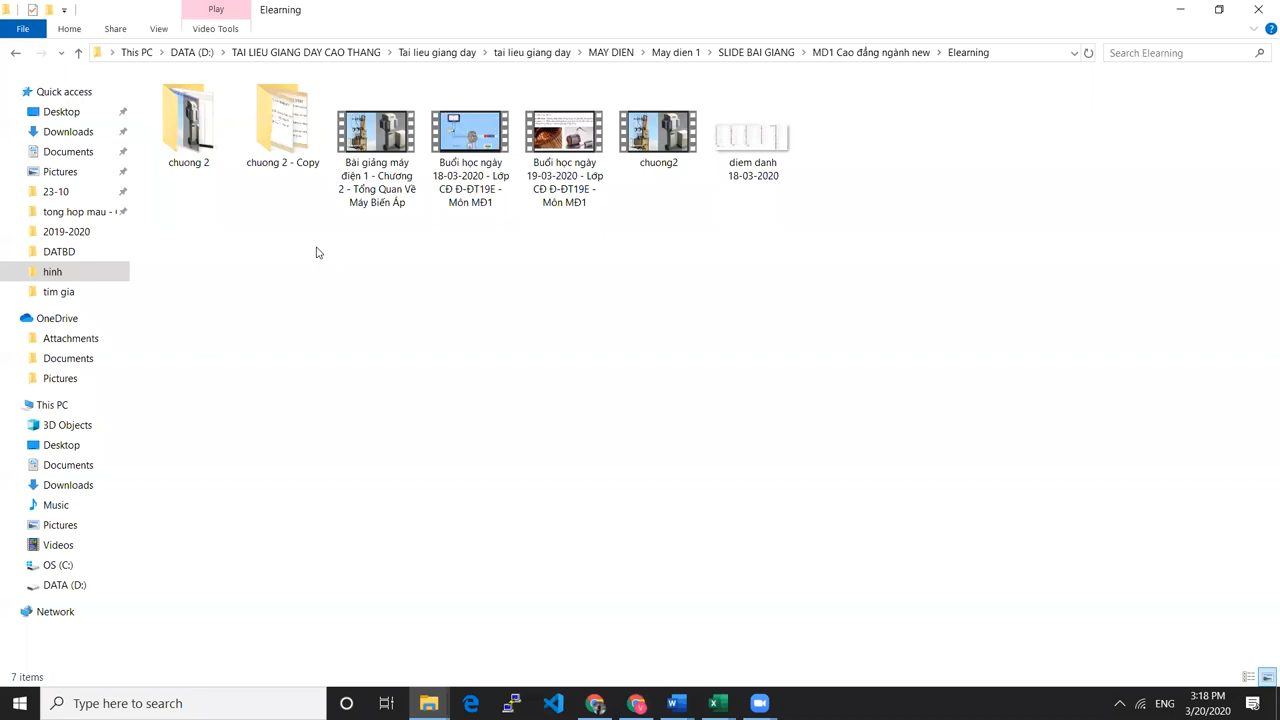 Play
Elearning
File
Home
Share
View
Video Tools
This PC
DATA (D:)
TAI LIEU GIANG DAY CAO THANG
Tai lieu giang day
tai lieu giang day
MAY DIEN
May dien 1
SLIDE BAI GIANG
MD1 Cao đẳng ngành new
Elearning
Search Elearning
Quick access
Desktop
Downloads
Documents
Pictures
23-10
tong hop mau -
2019-2020
DATBD
hinh
tim gia
OneDrive
Attachments
Documents
Pictures
This PC
3D Objects
Desktop
Documents
Downloads
Music
Pictures
Videos
OS (C:)
DATA (D:)
Network
chuong 2
chuong 2 - Copy
Bài giảng máy
điện 1 - Chương
2 - Tổng Quan Về
Máy Biến Áp
Buổi học ngày
18-03-2020 - Lớp
CĐ Đ-ĐT19E -
Môn MĐ1
Buổi học ngày
19-03-2020 - Lớp
CĐ Đ-ĐT19E -
Môn MĐ1
chuong2
diem danh
18-03-2020
7 items
Type here to search
ENG
3:18 PM
3/20/2020